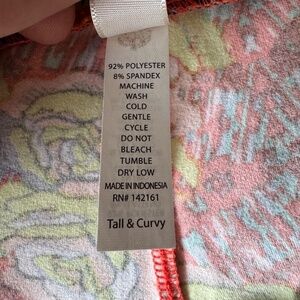 92% POLYESTER
8% SPANDEX
MACHINE
WASH
COLD
GENTLE
CYCLE
DO NOT
BLEACH
TUMBLE
DRY LOW
MADE IN INDONESIA
RN# 142161
Tall & Curvy